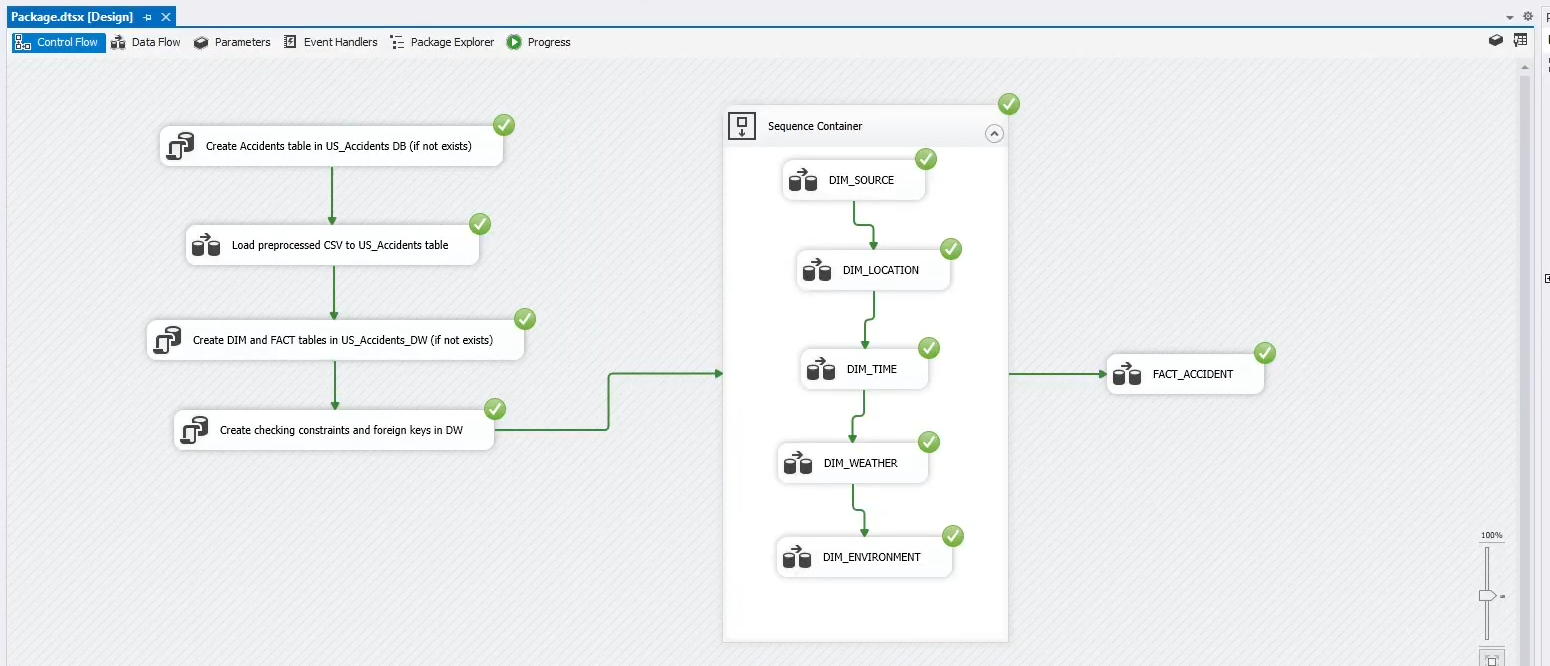 Package.dtsx [Design]
Control Flow
Data Flow
Parameters
Event Handlers
Package Explorer
Progress
Create Accidents table in US_Accidents DB (if not exists)
Load preprocessed CSV to US_Accidents table
Create DIM and FACT tables in US_Accidents_DW (if not exists)
Create checking constraints and foreign keys in DW
Sequence Container
DIM_SOURCE
DIM_LOCATION
DIM_TIME
DIM_WEATHER
DIM_ENVIRONMENT
FACT_ACCIDENT
100%